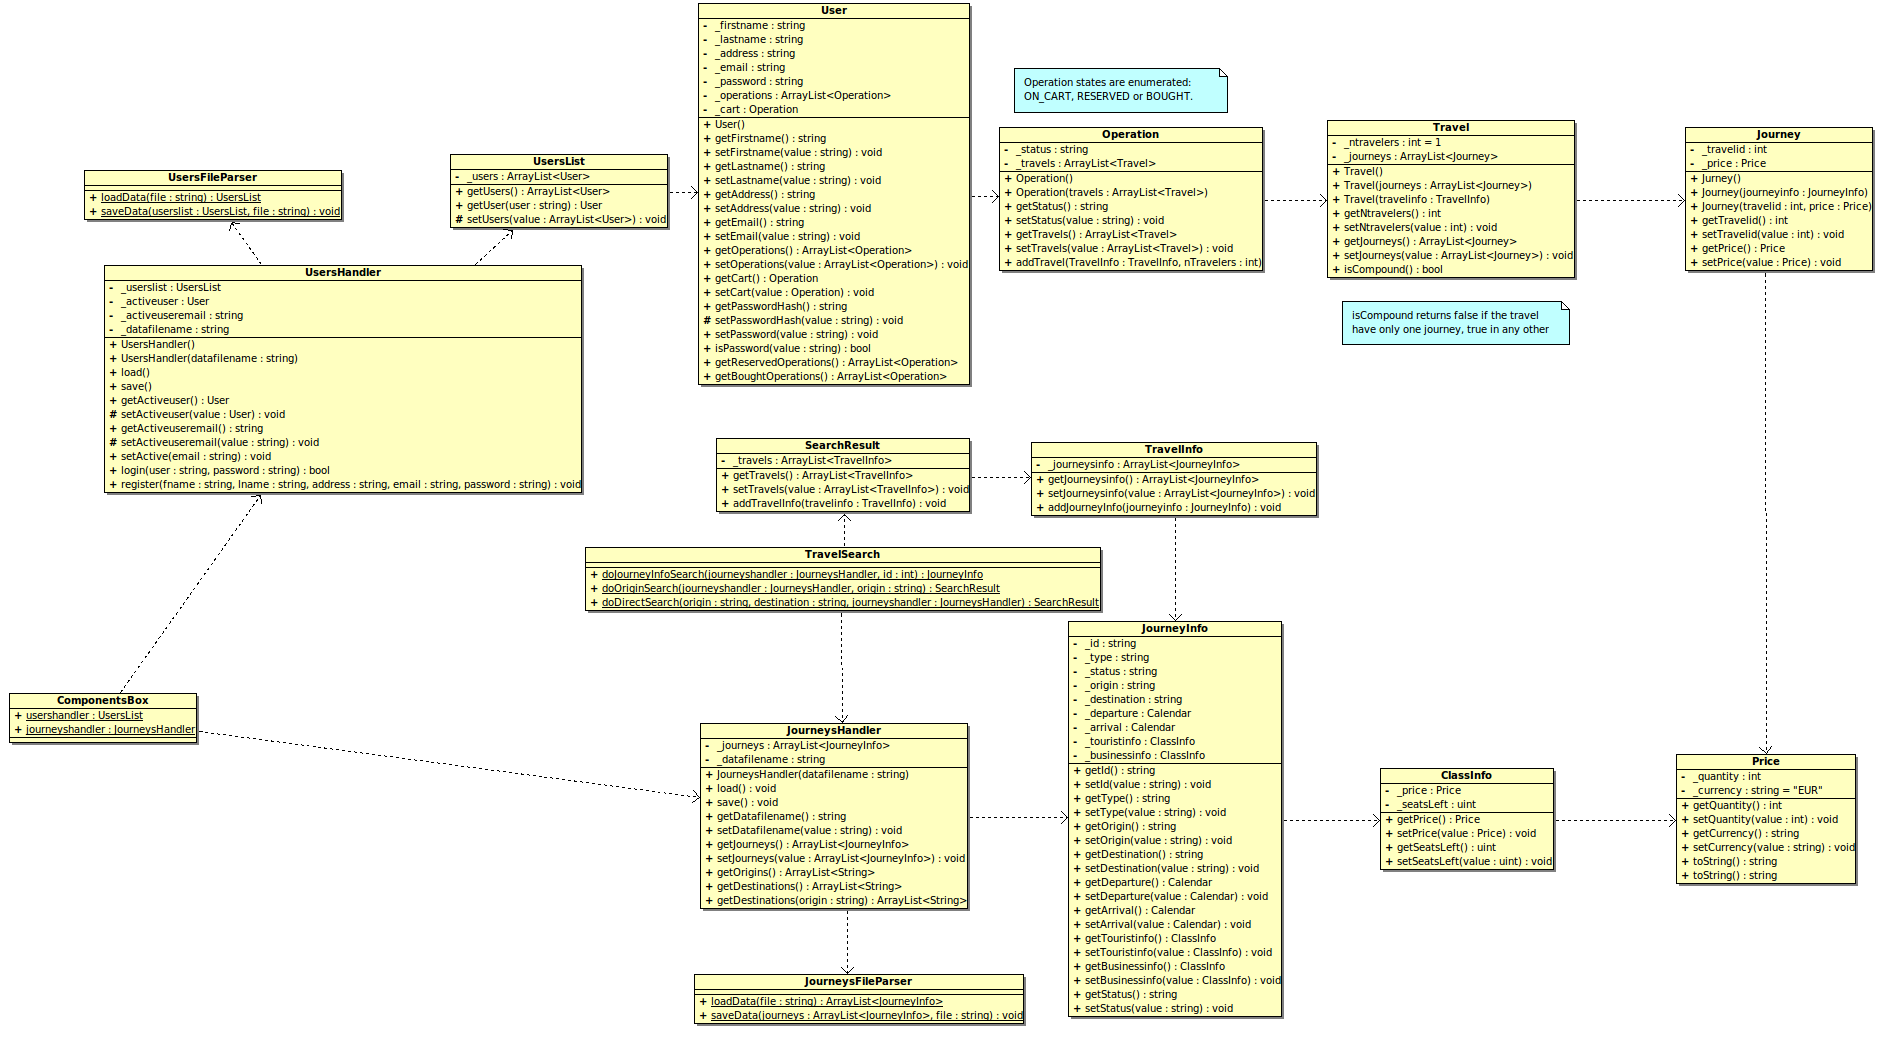 User
- _firstname : string
- _lastname : string
- _address : string
- _email : string
- _password : string
- _operations : ArrayList<Operation>
- _cart : Operation
+ User()
+ getFirstname() : string
+ setFirstname(value : string) : void
+ getLastname() : string
+ setLastname(value : string) : void
+ getAddress() : string
+ setAddress(value : string) : void
+ getEmail() : string
+ setEmail(value : string) : void
+ getOperations() : ArrayList<Operation>
+ setOperations(value : ArrayList<Operation>) : void
+ getCart() : Operation
+ setCart(value : Operation) : void
+ getPasswordHash() : string
# setPasswordHash(value : string) : void
+ setPassword(value : string) : void
+ isPassword(value : string) : bool
+ getReservedOperations() : ArrayList<Operation>
+ getBoughtOperations() : ArrayList<Operation>
Operation states are enumerated:
ON_CART, RESERVED or BOUGHT.
Operation
- _status : string
- _travels : ArrayList<Travel>
+ Operation()
+ Operation(travels : ArrayList<Travel>)
+ getStatus() : string
+ setStatus(value : string) : void
+ getTravels() : ArrayList<Travel>
+ setTravels(value : ArrayList<Travel>) : void
+ addTravel(TravelInfo : TravelInfo, nTravelers : int)
Travel
- _ntravelers : int = 1
- _journeys : ArrayList<Journey>
+ Travel()
+ Travel(journeys : ArrayList<Journey>)
+ Travel(travelinfo : TravelInfo)
+ getNtravelers() : int
+ setNtravelers(value : int) : void
+ getJourneys() : ArrayList<Journey>
+ setJourneys(value : ArrayList<Journey>) : void
+ isCompound() : bool
isCompound returns false if the travel
have only one journey, true in any other
Journey
- _travelid : int
- _price : Price
+ Jurney()
+ Journey(journeyinfo : JourneyInfo)
+ Journey(travelid : int, price : Price)
+ getTravelid() : int
+ setTravelid(value : int) : void
+ getPrice() : Price
+ setPrice(value : Price) : void
UsersFileParser
+ loadData(file : string) : UsersList
+ saveData(userslist : UsersList, file : string) : void
UsersList
- _users : ArrayList<User>
+ getUsers() : ArrayList<User>
+ getUser(user : string) : User
# setUsers(value : ArrayList<User>) : void
UsersHandler
- _userslist : UsersList
- _activeuser : User
- _activeuseremail : string
- _datafilename : string
+ UsersHandler()
+ UsersHandler(datafilename : string)
+ load()
+ save()
+ getActiveuser() : User
# setActiveuser(value : User) : void
+ getActiveuseremail() : string
# setActiveuseremail(value : string) : void
+ setActive(email : string) : void
+ login(user : string, password : string) : bool
+ register(fname : string, lname : string, address : string, email : string, password : string) : void
SearchResult
- _travels : ArrayList<TravelInfo>
+ getTravels() : ArrayList<TravelInfo>
+ setTravels(value : ArrayList<TravelInfo>) : void
+ addTravelInfo(travelinfo : TravelInfo) : void
TravelInfo
- _journeysinfo : ArrayList<JourneyInfo>
+ getJourneysinfo() : ArrayList<JourneyInfo>
+ setJourneysinfo(value : ArrayList<JourneyInfo>) : void
+ addJourneyInfo(journeyinfo : JourneyInfo) : void
TravelSearch
+ doJourneyInfoSearch(journeyshandler : JourneysHandler, id : int) : JourneyInfo
+ doOriginSearch(journeyshandler : JourneysHandler, origin : string) : SearchResult
+ doDirectSearch(origin : string, destination : string, journeyshandler : JourneysHandler) : SearchResult
ComponentsBox
+ usershandler : UsersList
+ journeyshandler : JourneysHandler
JourneysHandler
- _journeys : ArrayList<JourneyInfo>
- _datafilename : string
+ JourneysHandler(datafilename : string)
+ load() : void
+ save() : void
+ getDatafilename() : string
+ setDatafilename(value : string) : void
+ getJourneys() : ArrayList<JourneyInfo>
+ setJourneys(value : ArrayList<JourneyInfo>) : void
+ getOrigins() : ArrayList<String>
+ getDestinations() : ArrayList<String>
+ getDestinations(origin : string) : ArrayList<String>
JourneyInfo
- _id : string
- _type : string
- _status : string
- _origin : string
- _destination : string
- _departure : Calendar
- _arrival : Calendar
- _touristinfo : ClassInfo
- _businessinfo : ClassInfo
+ getId() : string
+ setId(value : string) : void
+ getType() : string
+ setType(value : string) : void
+ getOrigin() : string
+ setOrigin(value : string) : void
+ getDestination() : string
+ setDestination(value : string) : void
+ getDeparture() : Calendar
+ setDeparture(value : Calendar) : void
+ getArrival() : Calendar
+ setArrival(value : Calendar) : void
+ getTouristinfo() : ClassInfo
+ setTouristinfo(value : ClassInfo) : void
+ getBusinessinfo() : ClassInfo
+ setBusinessinfo(value : ClassInfo) : void
+ getStatus() : string
+ setStatus(value : string) : void
ClassInfo
- _price : Price
- _seatsLeft : uint
+ getPrice() : Price
+ setPrice(value : Price) : void
+ getSeatsLeft() : uint
+ setSeatsLeft(value : uint) : void
Price
- _quantity : int
- _currency : string = "EUR"
+ getQuantity() : int
+ setQuantity(value : int) : void
+ getCurrency() : string
+ setCurrency(value : string) : void
+ toString() : string
+ toString() : string
JourneysFileParser
+ loadData(file : string) : ArrayList<JourneyInfo>
+ saveData(journeys : ArrayList<JourneyInfo>, file : string) : void